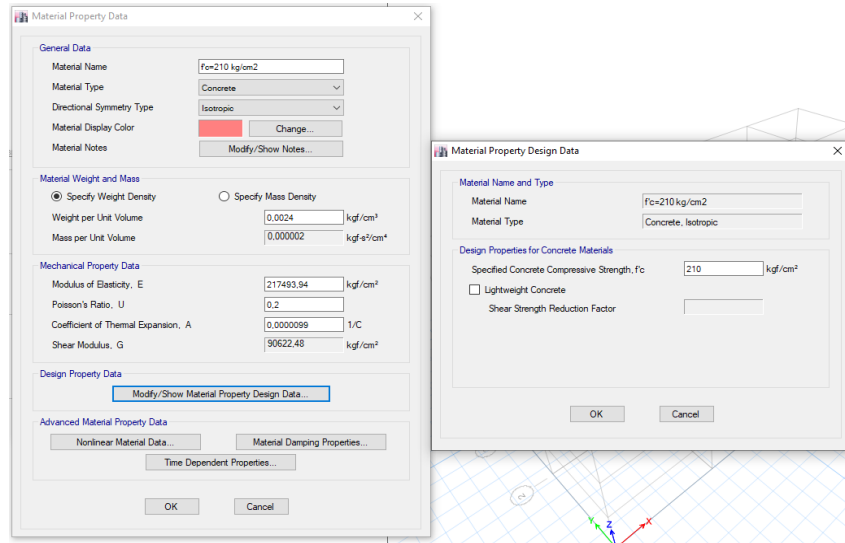 Material Property Data
General Data
Material Name f'c=210 kg/cm2
Material Type Concrete
Directional Symmetry Type Isotropic
Material Display Color Change...
Material Notes Modify/Show Notes...
Material Weight and Mass
Specify Weight Density Specify Mass Density
Weight per Unit Volume 0,0024 kgf/cm³
Mass per Unit Volume 0,000002 kgf-s²/cm⁴
Mechanical Property Data
Modulus of Elasticity, E 217493,94 kgf/cm²
Poisson's Ratio, U 0,2
Coefficient of Thermal Expansion, A 0,0000099 1/C
Shear Modulus, G 90622,48 kgf/cm²
Design Property Data
Modify/Show Material Property Design Data...
Advanced Material Property Data
Nonlinear Material Data... Material Damping Properties...
Time Dependent Properties...
OK Cancel
Material Property Design Data
Material Name and Type
Material Name f'c=210 kg/cm2
Material Type Concrete, Isotropic
Design Properties for Concrete Materials
Specified Concrete Compressive Strength, f'c 210 kgf/cm²
Lightweight Concrete
Shear Strength Reduction Factor
OK Cancel
2
Y Z X